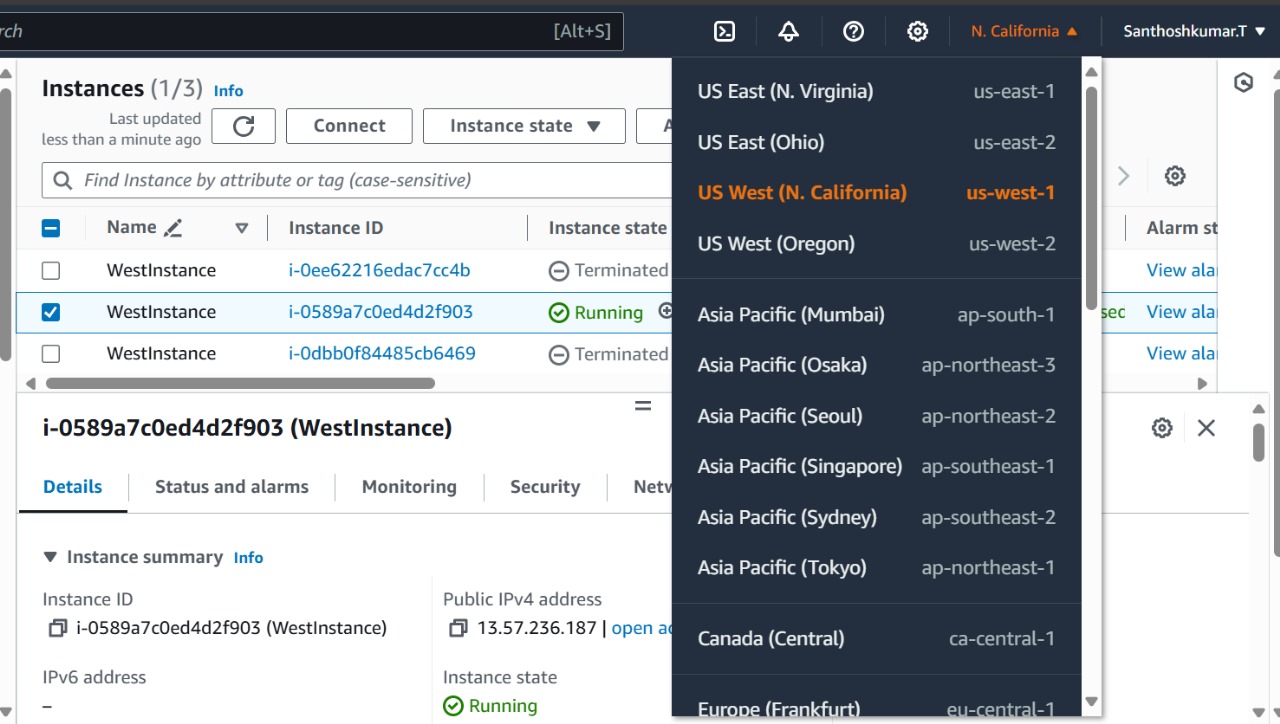 rch [Alt+S] N. California Santhoshkumar.T
Instances (1/3) Info
Last updated
less than a minute ago
Connect Instance state
Find Instance by attribute or tag (case-sensitive)
Name Instance ID Instance state Alarm st
WestInstance i-0ee62216edac7cc4b Terminated View ala
WestInstance i-0589a7c0ed4d2f903 Running View ala
WestInstance i-0dbb0f84485cb6469 Terminated View ala
US East (N. Virginia) us-east-1
US East (Ohio) us-east-2
US West (N. California) us-west-1
US West (Oregon) us-west-2
Asia Pacific (Mumbai) ap-south-1
Asia Pacific (Osaka) ap-northeast-3
Asia Pacific (Seoul) ap-northeast-2
Asia Pacific (Singapore) ap-southeast-1
Asia Pacific (Sydney) ap-southeast-2
Asia Pacific (Tokyo) ap-northeast-1
Canada (Central) ca-central-1
Europe (Frankfurt) eu-central-1
i-0589a7c0ed4d2f903 (WestInstance)
Details Status and alarms Monitoring Security Netw
Instance summary Info
Instance ID
i-0589a7c0ed4d2f903 (WestInstance)
Public IPv4 address
13.57.236.187 | open ad
IPv6 address
–
Instance state
Running